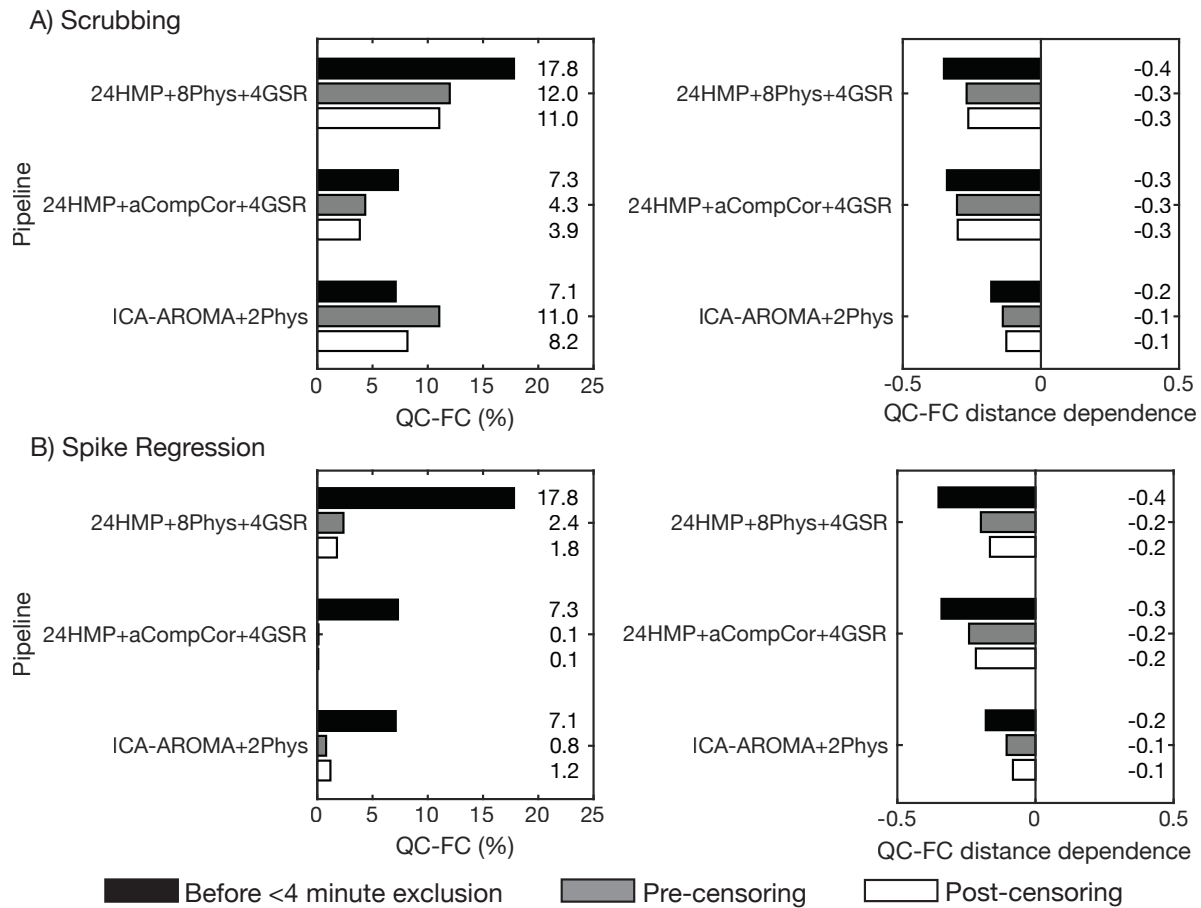 A) Scrubbing
Pipeline
24HMP+8Phys+4GSR
17.8
12.0
11.0
24HMP+aCompCor+4GSR
7.3
4.3
3.9
ICA-AROMA+2Phys
7.1
11.0
8.2
0 5 10 15 20 25
QC-FC (%)
24HMP+8Phys+4GSR
-0.4
-0.3
-0.3
24HMP+aCompCor+4GSR
-0.3
-0.3
-0.3
ICA-AROMA+2Phys
-0.2
-0.1
-0.1
-0.5 0 0.5
QC-FC distance dependence
B) Spike Regression
Pipeline
24HMP+8Phys+4GSR
17.8
2.4
1.8
24HMP+aCompCor+4GSR
7.3
0.1
0.1
ICA-AROMA+2Phys
7.1
0.8
1.2
0 5 10 15 20 25
QC-FC (%)
24HMP+8Phys+4GSR
-0.4
-0.2
-0.2
24HMP+aCompCor+4GSR
-0.3
-0.2
-0.2
ICA-AROMA+2Phys
-0.2
-0.1
-0.1
-0.5 0 0.5
QC-FC distance dependence
Before <4 minute exclusion Pre-censoring Post-censoring